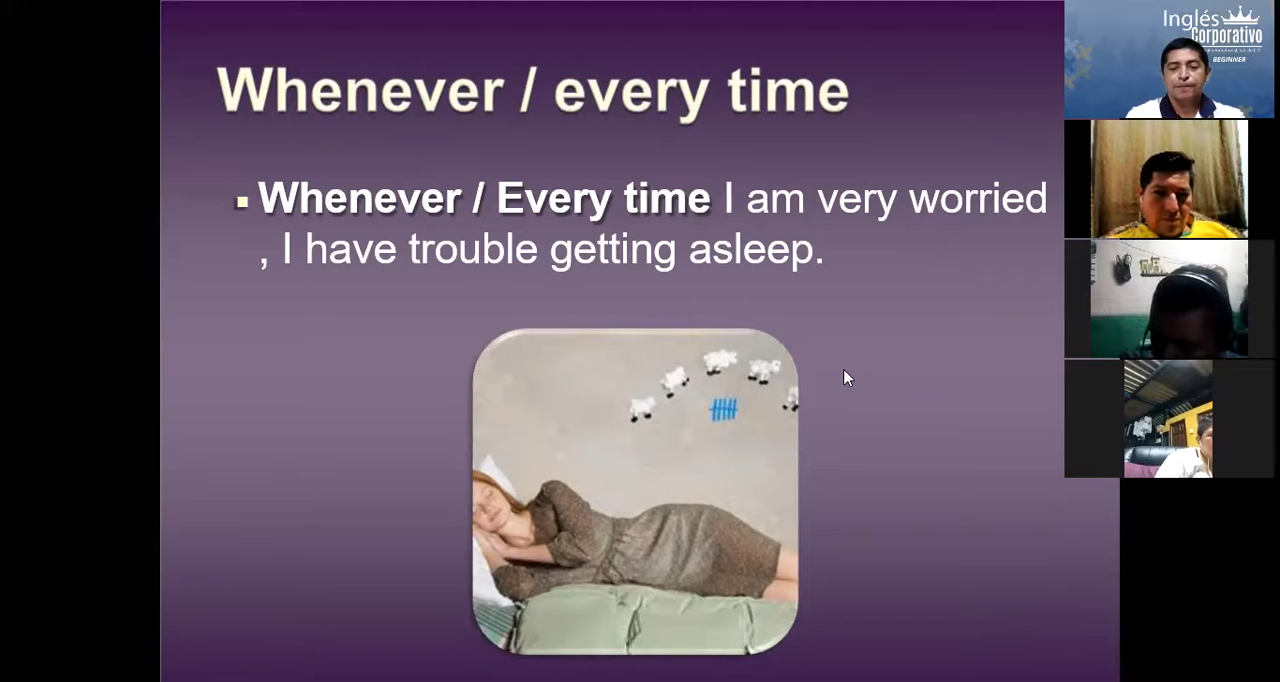 Whenever / every time
Whenever / Every time I am very worried
, I have trouble getting asleep.
Inglés
Corporativo
BEGINNER